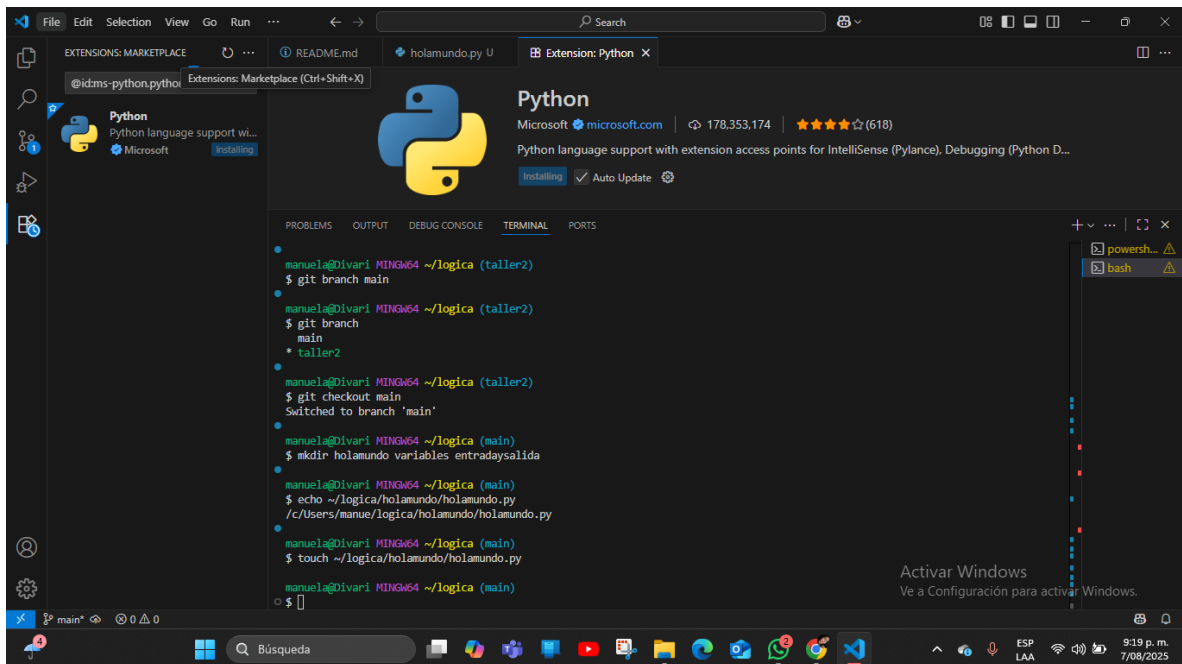 File Edit Selection View Go Run ... Search
EXTENSIONS: MARKETPLACE
README.md holamundo.py U Extension: Python
@id:ms-python.python
Extensions: Marketplace (Ctrl+Shift+X)
Python
Python language support wi...
Microsoft Installing
1
Python
Microsoft microsoft.com 178,353,174 (618)
Python language support with extension access points for IntelliSense (Pylance), Debugging (Python D...
Installing Auto Update
PROBLEMS OUTPUT DEBUG CONSOLE TERMINAL PORTS
powersh...
bash
manuela@Divari MINGW64 ~/logica (taller2)
$ git branch main
manuela@Divari MINGW64 ~/logica (taller2)
$ git branch
main
* taller2
manuela@Divari MINGW64 ~/logica (taller2)
$ git checkout main
Switched to branch 'main'
manuela@Divari MINGW64 ~/logica (main)
$ mkdir holamundo variables entradaysalida
manuela@Divari MINGW64 ~/logica (main)
$ echo ~/logica/holamundo/holamundo.py
/c/Users/manue/logica/holamundo/holamundo.py
manuela@Divari MINGW64 ~/logica (main)
$ touch ~/logica/holamundo/holamundo.py
manuela@Divari MINGW64 ~/logica (main)
$
Activar Windows
Ve a Configuración para activar Windows.
main* 0 0
4
Búsqueda
2
ESP
LAA
9:19 p. m.
7/08/2025